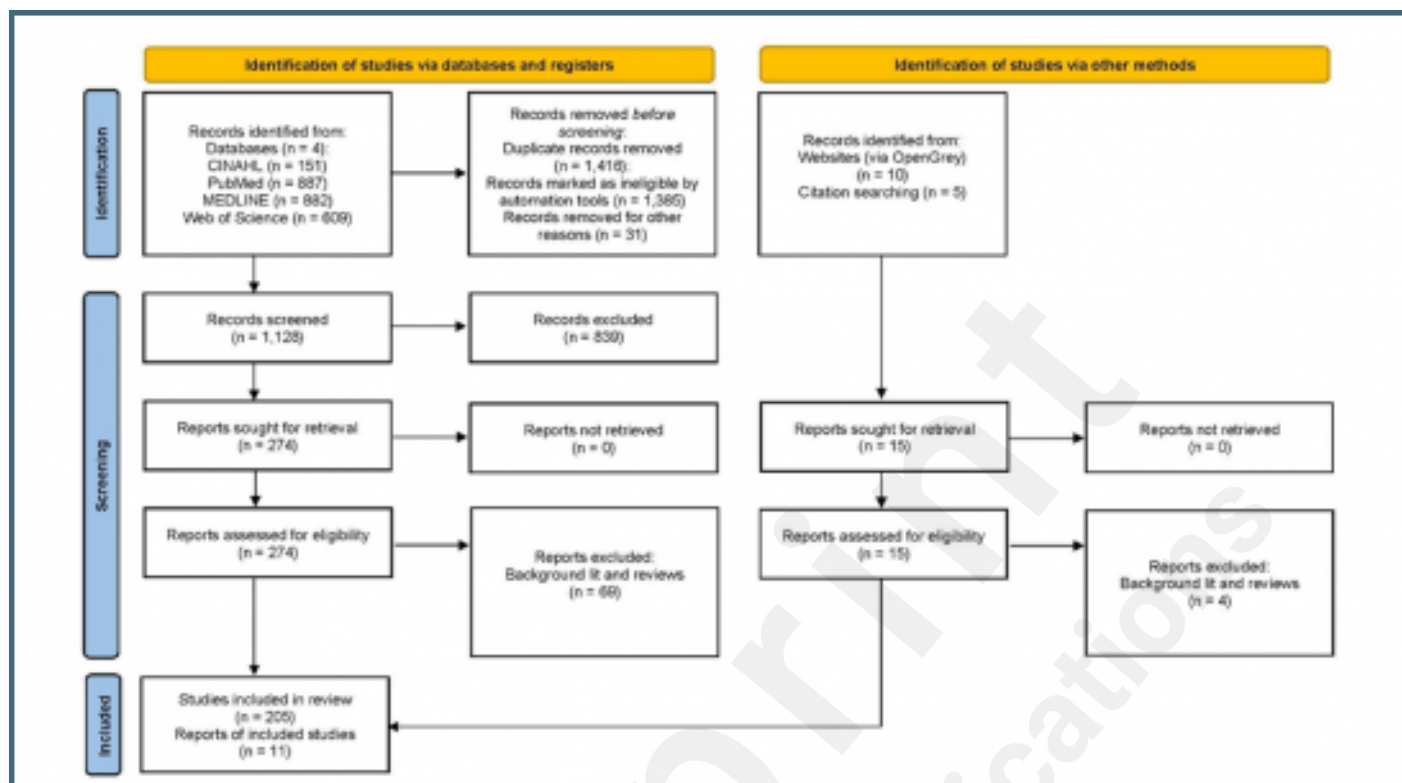 Identification of studies via databases and registers
Identification of studies via other methods
Identification
Records identified from:
Databases (n = 4):
CINAHL (n = 151)
PubMed (n = 887)
MEDLINE (n = 882)
Web of Science (n = 609)
Records removed before
screening:
Duplicate records removed
(n = 1,416):
Records marked as ineligible by
automation tools (n = 1,385)
Records removed for other
reasons (n = 31)
Records identified from:
Websites (via OpenGrey)
(n = 10)
Citation searching (n = 5)
Screening
Records screened
(n = 1,128)
Records excluded
(n = 839)
Reports sought for retrieval
(n = 274)
Reports not retrieved
(n = 0)
Reports sought for retrieval
(n = 15)
Reports not retrieved
(n = 0)
Reports assessed for eligibility
(n = 274)
Reports excluded:
Background lit and reviews
(n = 69)
Reports assessed for eligibility
(n = 15)
Reports excluded:
Background lit and reviews
(n = 4)
Included
Studies included in review
(n = 205)
Reports of included studies
(n = 11)
rint
ications